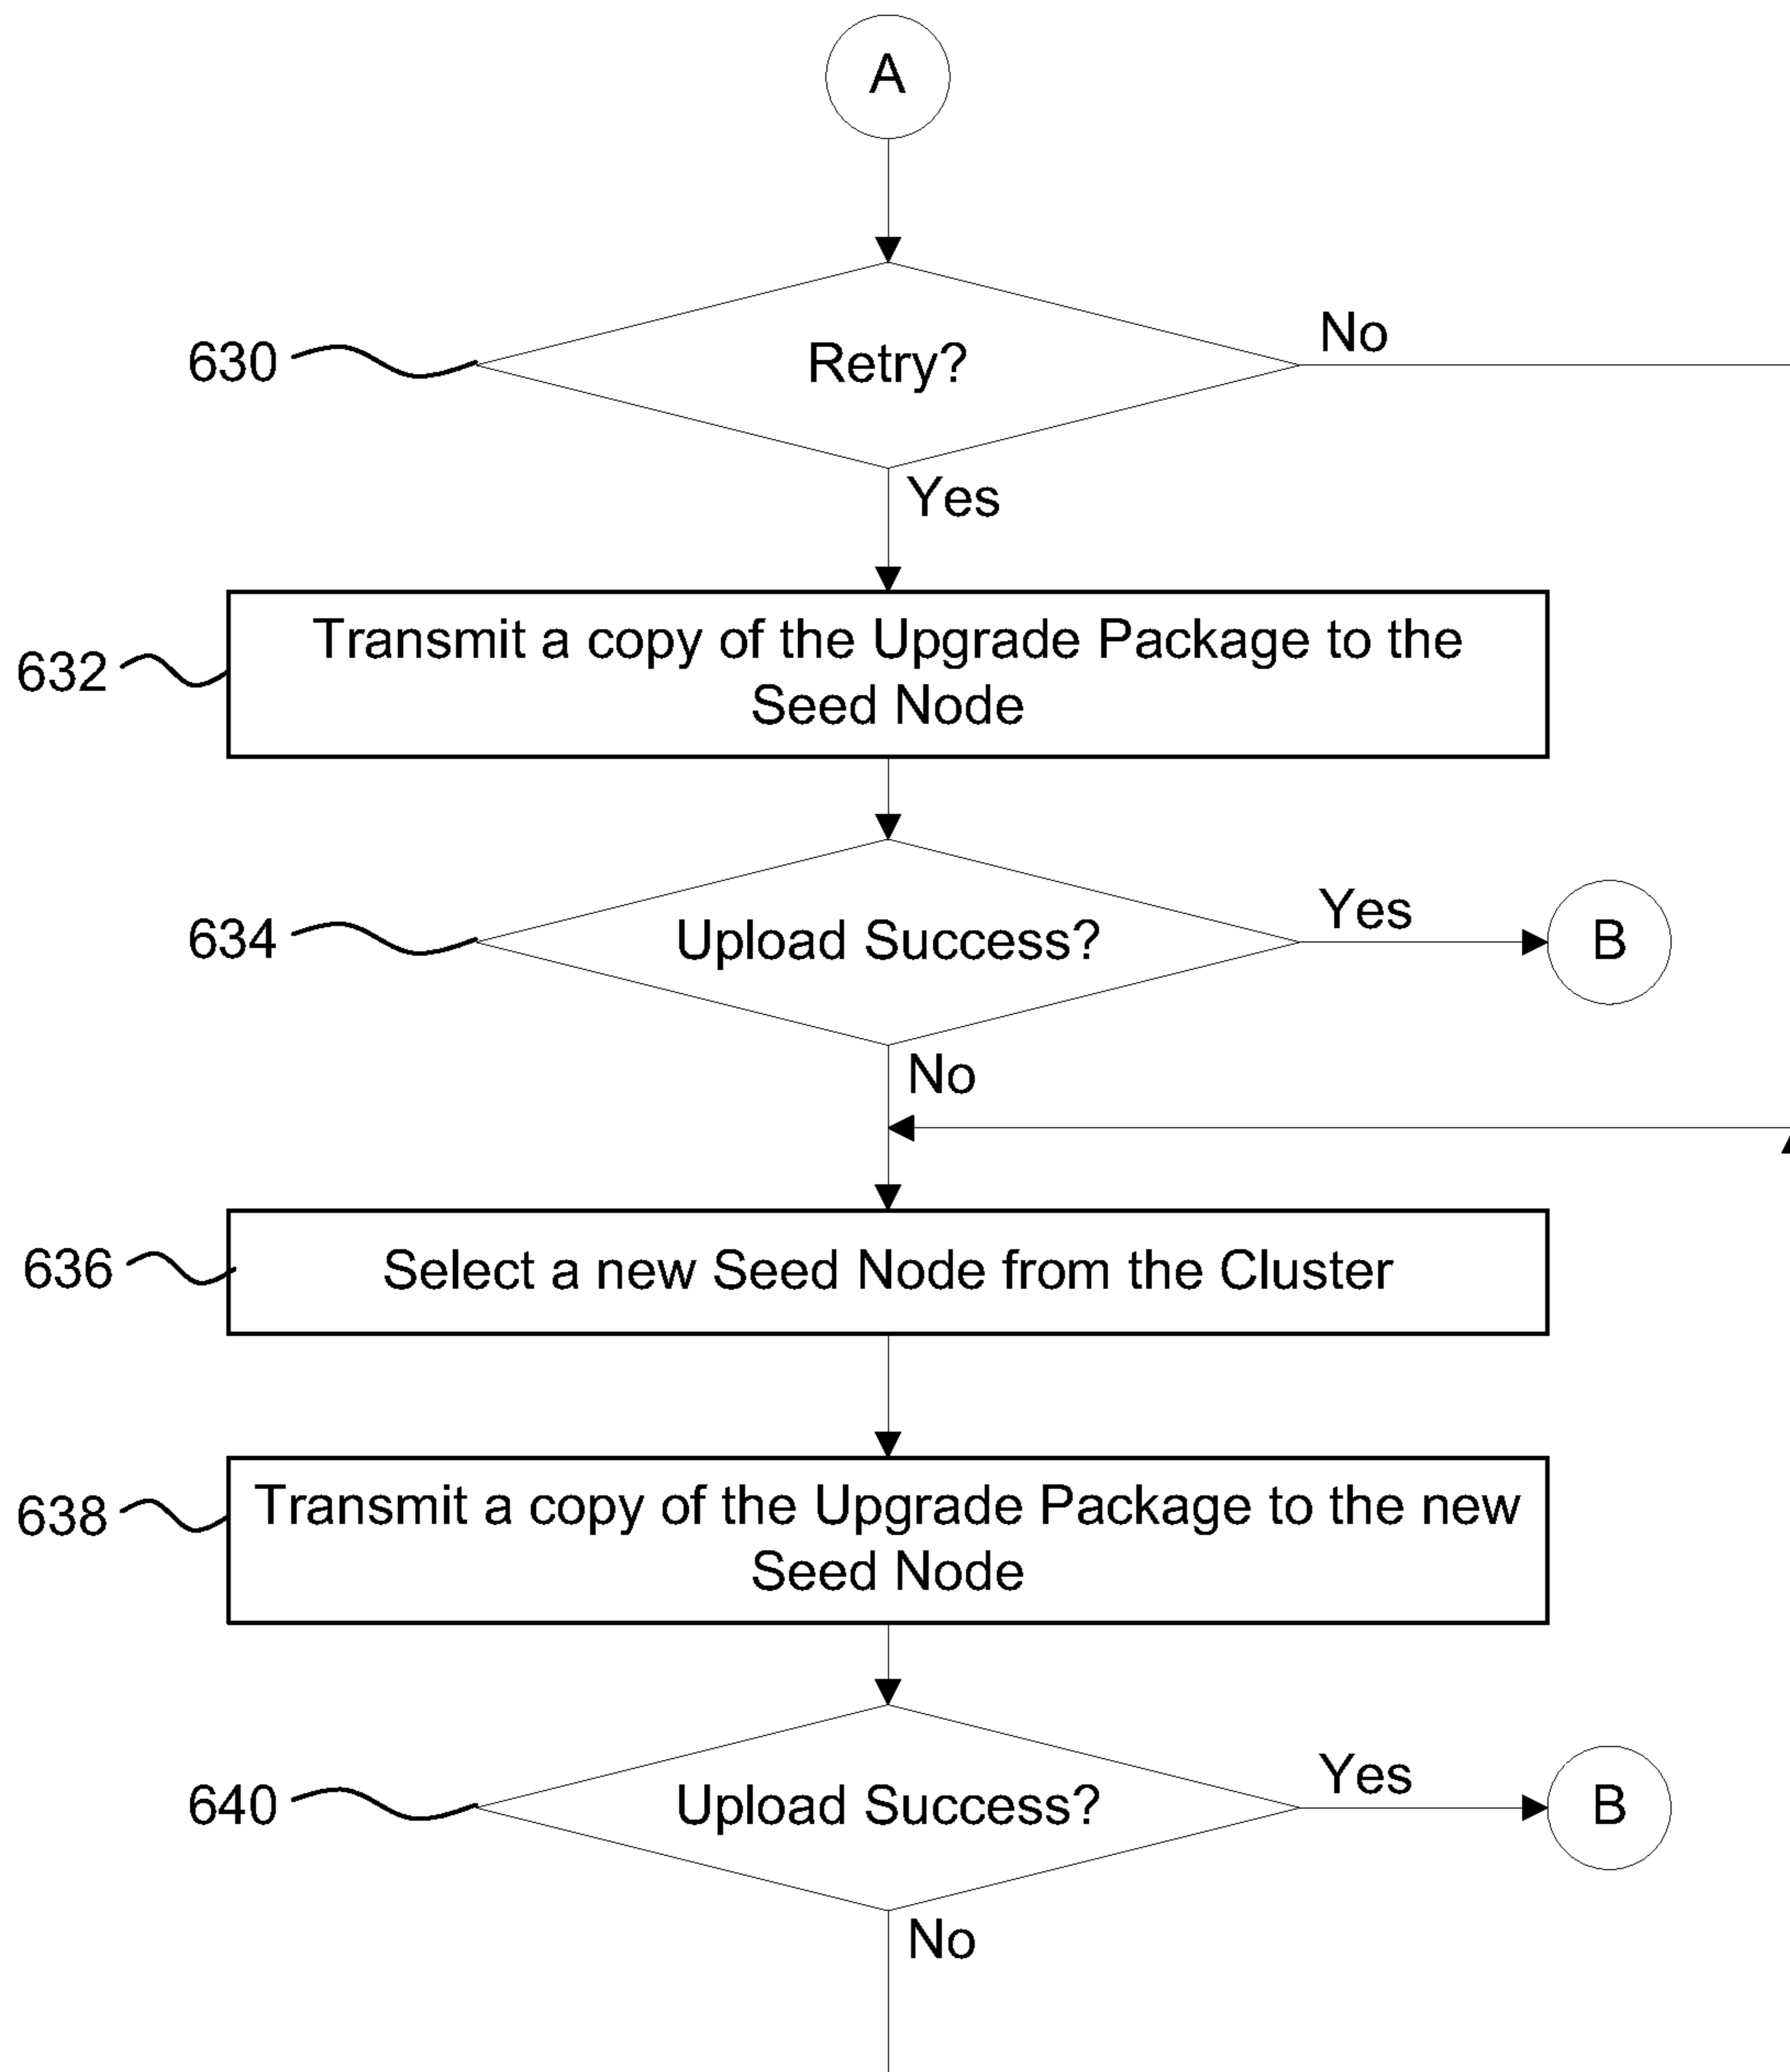 A
630
Retry?
No
Yes
632
Transmit a copy of the Upgrade Package to the
Seed Node
634
Upload Success?
Yes
B
No
636
Select a new Seed Node from the Cluster
638
Transmit a copy of the Upgrade Package to the new
Seed Node
640
Upload Success?
Yes
B
No